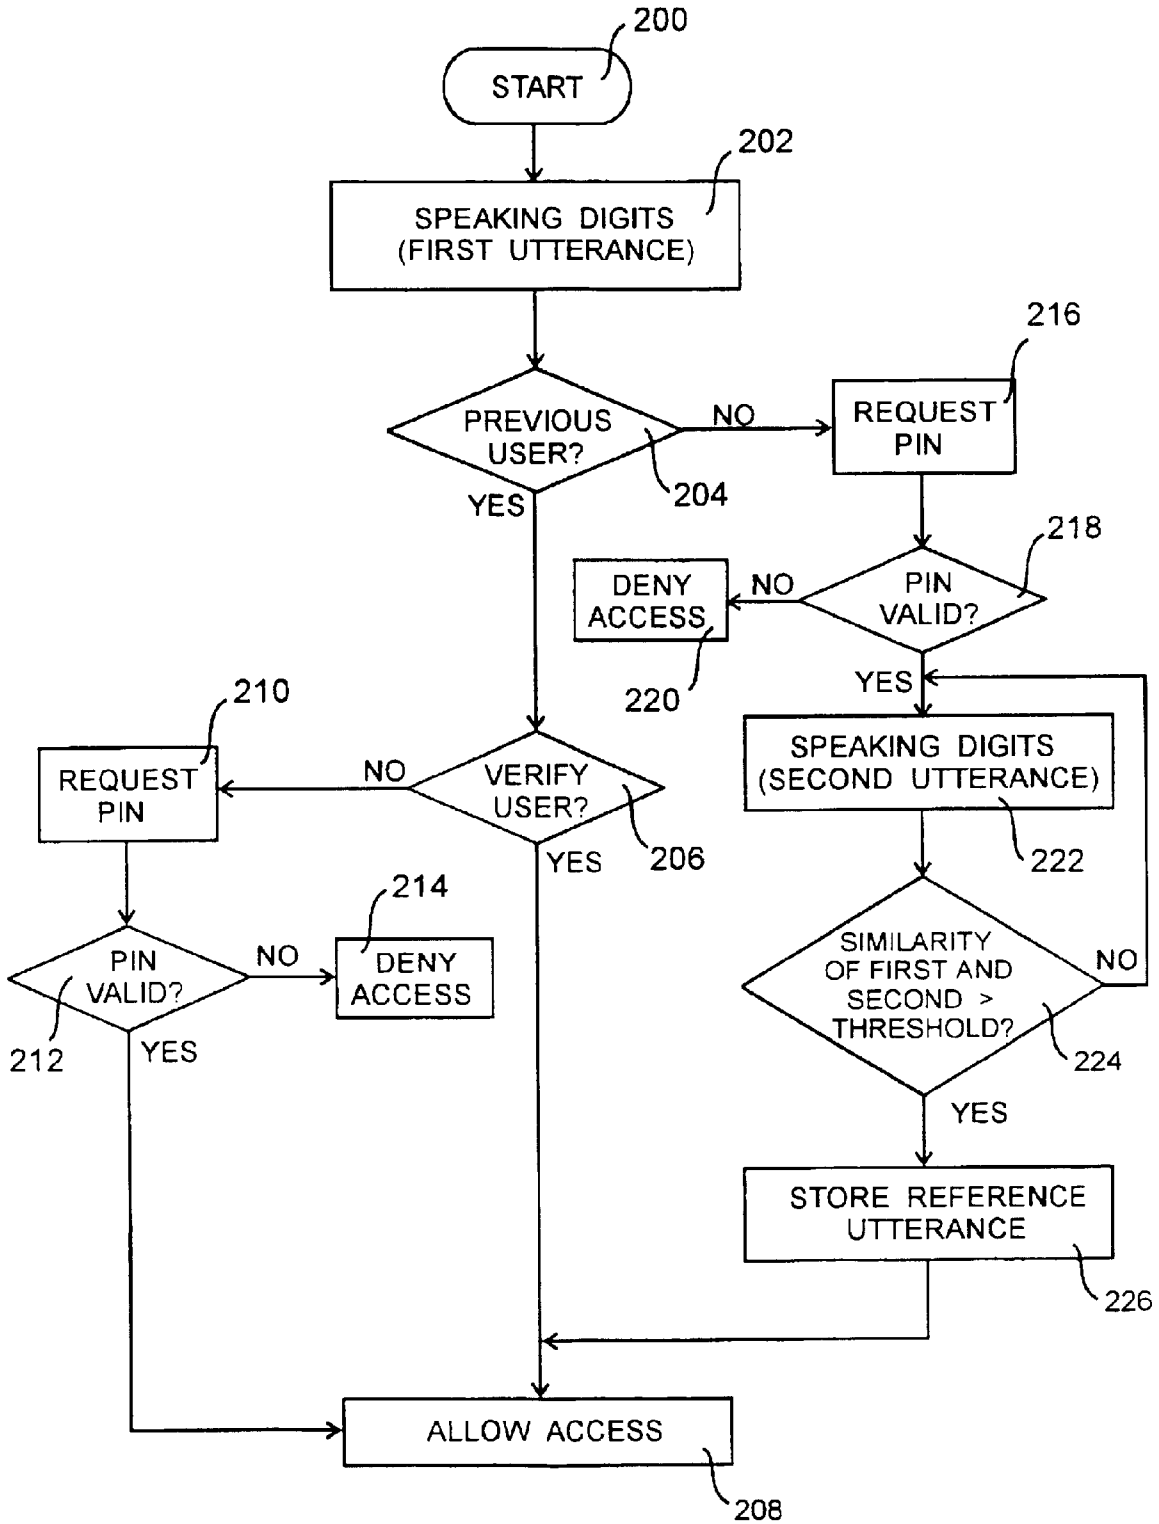 200
START
202
SPEAKING DIGITS
(FIRST UTTERANCE)
216
REQUEST
PIN
PREVIOUS
USER?
NO
204
YES
218
PIN
VALID?
NO
DENY
ACCESS
220
YES
210
REQUEST
PIN
NO
VERIFY
USER?
206
YES
SPEAKING DIGITS
(SECOND UTTERANCE)
222
214
DENY
ACCESS
PIN
VALID?
NO
212
YES
SIMILARITY
OF FIRST AND
SECOND >
THRESHOLD?
NO
224
YES
STORE REFERENCE
UTTERANCE
226
ALLOW ACCESS
208